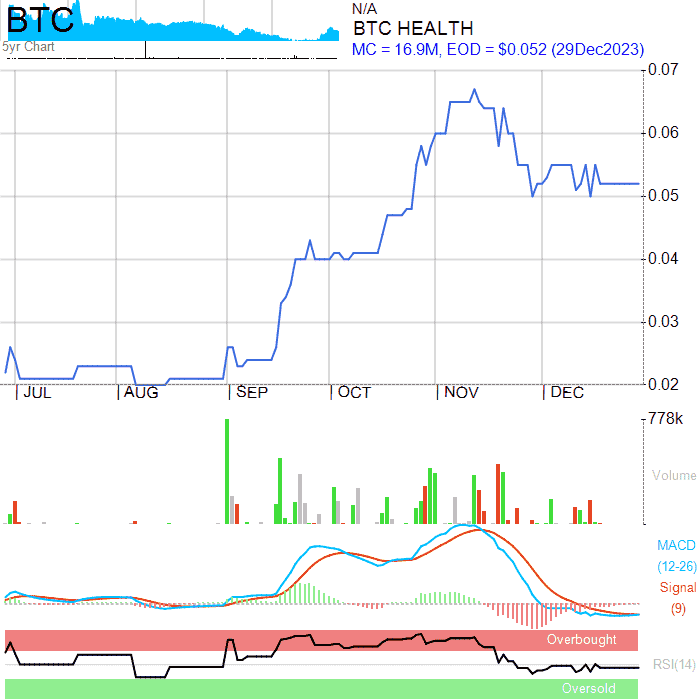 BTC
5yr Chart
N/A
BTC HEALTH
MC = 16.9M, EOD = $0.052 (29Dec2023)
0.07
0.06
0.05
0.04
0.03
0.02
| JUL | AUG | SEP | OCT | NOV | DEC
778k
Volume
MACD
(12-26)
Signal
(9)
Overbought
RSI(14)
Oversold